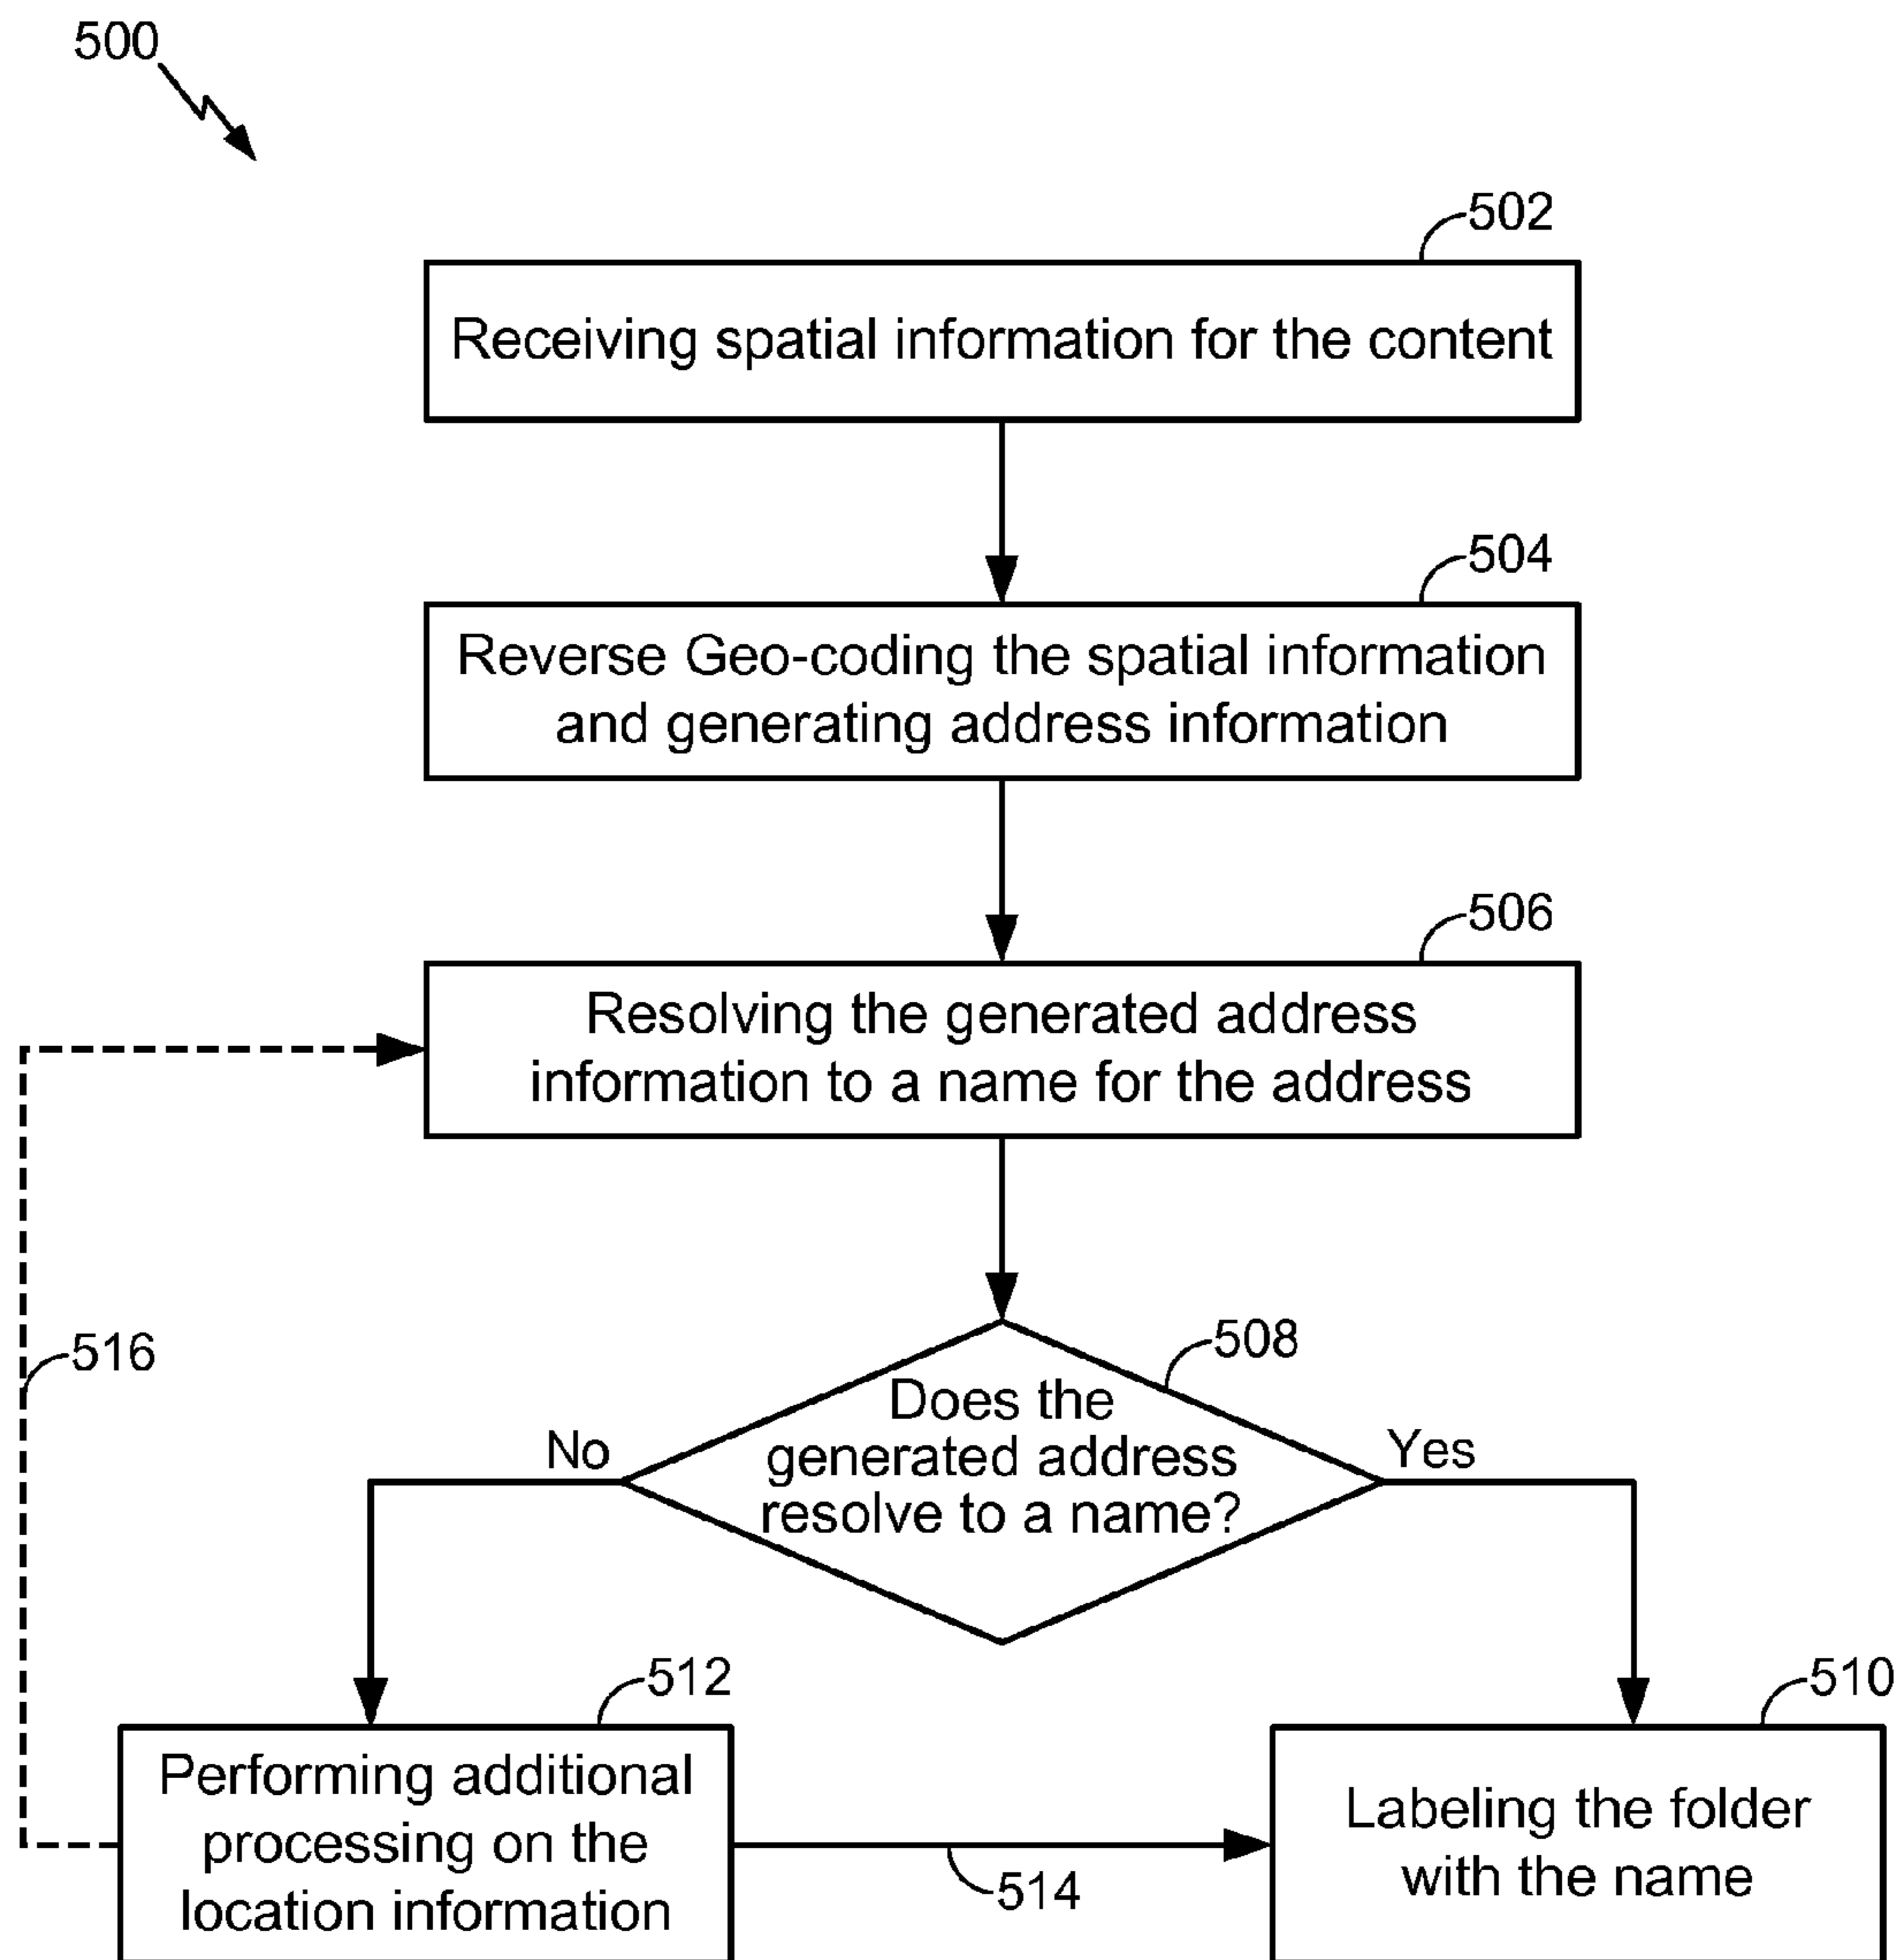 500
502
Receiving spatial information for the content
504
Reverse Geo-coding the spatial information
and generating address information
506
Resolving the generated address
information to a name for the address
516
508
Does the
generated address
resolve to a name?
No
Yes
512
Performing additional
processing on the
location information
514
510
Labeling the folder
with the name